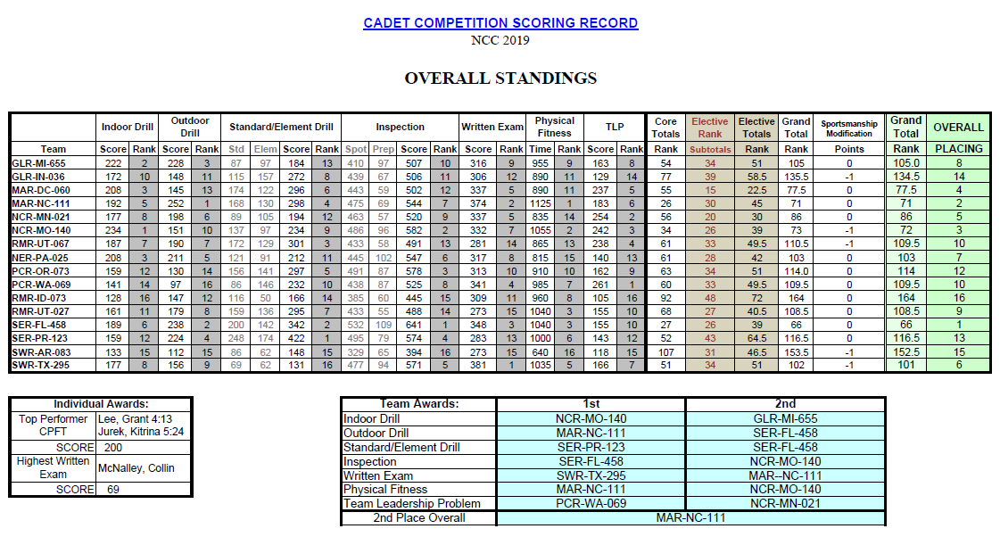 CADET COMPETITION SCORING RECORD
NCC 2019
OVERALL STANDINGS
Indoor Drill Outdoor Drill Standard/Element Drill Inspection Written Exam Physical Fitness TLP Core Totals Elective Rank Elective Totals Grand Total Sportsmanship Modification Grand Total OVERALL
Team Score Rank Score Rank Std Elem Score Rank Spot Prep Score Rank Score Rank Time Rank Score Rank Rank Subtotals Rank Rank Points Rank PLACING
GLR-MI-655 222 2 228 3 87 97 184 13 410 97 507 10 316 9 955 9 163 8 54 34 51 105 0 105.0 8
GLR-IN-036 172 10 148 11 115 157 272 8 439 67 506 11 306 12 890 11 129 14 77 39 58.5 135.5 -1 134.5 14
MAR-DC-060 208 3 145 13 174 122 296 6 443 59 502 12 337 5 890 11 237 5 55 15 22.5 77.5 0 77.5 4
MAR-NC-111 192 5 252 1 168 130 298 4 475 69 544 7 374 2 1125 1 183 6 26 30 45 71 0 71 2
NCR-MN-021 177 8 198 6 89 105 194 12 463 57 520 9 337 5 835 14 254 2 56 20 30 86 0 86 5
NCR-MO-140 234 1 151 10 137 97 234 9 486 96 582 2 332 7 1055 2 242 3 34 26 39 73 -1 72 3
RMR-UT-067 187 7 190 7 172 129 301 3 433 58 491 13 281 14 865 13 238 4 61 33 49.5 110.5 -1 109.5 10
NER-PA-025 208 3 211 5 121 91 212 11 445 102 547 6 317 8 815 15 140 13 61 28 42 103 0 103 7
PCR-OR-073 159 12 130 14 156 141 297 5 491 87 578 3 313 10 910 10 162 9 63 34 51 114.0 0 114 12
PCR-WA-069 141 14 97 16 86 146 232 10 438 87 525 8 341 4 985 7 261 1 60 33 49.5 109.5 0 109.5 10
RMR-ID-073 128 16 147 12 116 50 166 14 385 60 445 15 309 11 960 8 105 16 92 48 72 164 0 164 16
RMR-UT-027 161 11 179 8 159 136 295 7 433 55 488 14 273 15 1040 3 155 10 68 27 40.5 108.5 0 108.5 9
SER-FL-458 189 6 238 2 200 142 342 2 532 109 641 1 348 3 1040 3 155 10 27 26 39 66 0 66 1
SER-PR-123 159 12 224 4 248 174 422 1 495 79 574 4 283 13 1000 6 143 12 52 43 64.5 116.5 0 116.5 13
SWR-AR-083 133 15 112 15 86 62 148 15 329 65 394 16 273 15 640 16 118 15 107 31 46.5 153.5 -1 152.5 15
SWR-TX-295 177 8 156 9 69 62 131 16 477 94 571 5 381 1 1035 5 166 7 51 34 51 102 -1 101 6
Individual Awards:
Top Performer CPFT Lee, Grant 4:13
Jurek, Kitrina 5:24
SCORE 200
Highest Written Exam McNalley, Collin
SCORE 69
Team Awards: 1st 2nd
Indoor Drill NCR-MO-140 GLR-MI-655
Outdoor Drill MAR-NC-111 SER-FL-458
Standard/Element Drill SER-PR-123 SER-FL-458
Inspection SER-FL-458 NCR-MO-140
Written Exam SWR-TX-295 MAR--NC-111
Physical Fitness MAR-NC-111 NCR-MO-140
Team Leadership Problem PCR-WA-069 NCR-MN-021
2nd Place Overall MAR-NC-111